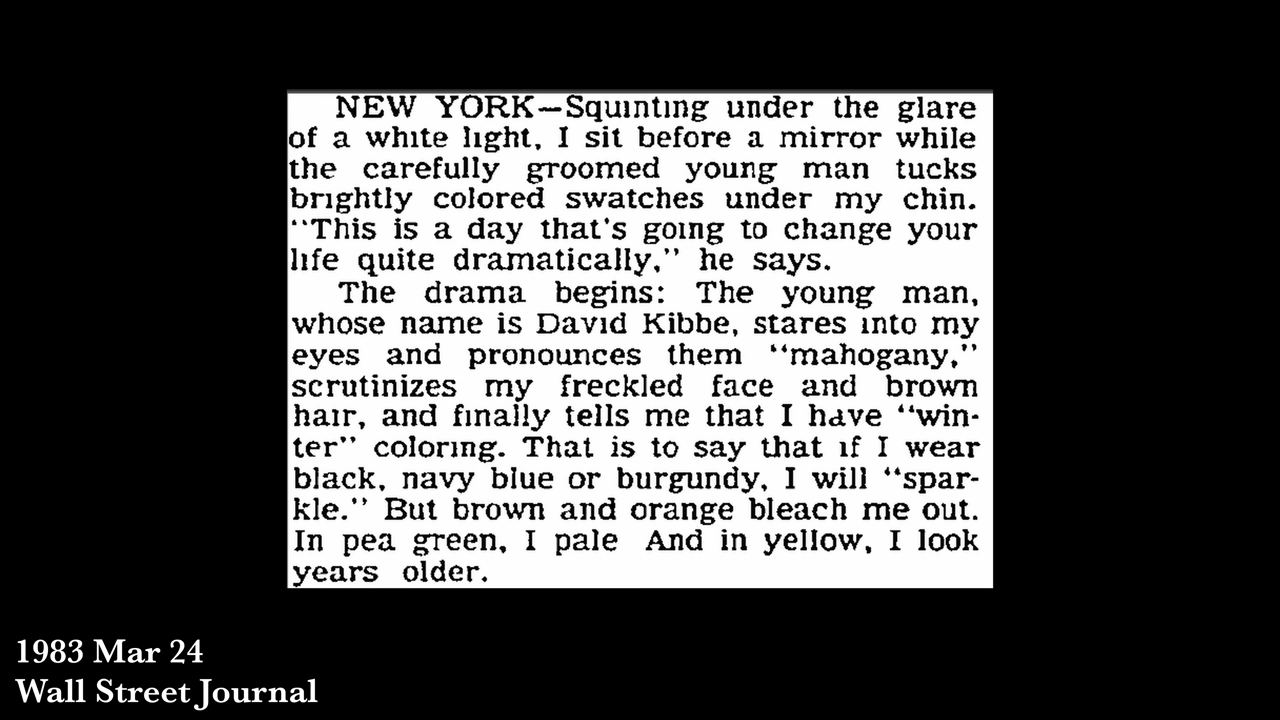 NEW YORK—Squinting under the glare
of a white light, I sit before a mirror while
the carefully groomed young man tucks
brightly colored swatches under my chin.
“This is a day that's going to change your
life quite dramatically,” he says.
The drama begins: The young man,
whose name is David Kibbe, stares into my
eyes and pronounces them “mahogany,”
scrutinizes my freckled face and brown
hair, and finally tells me that I have “win-
ter” coloring. That is to say that if I wear
black, navy blue or burgundy, I will “spar-
kle.” But brown and orange bleach me out.
In pea green, I pale And in yellow, I look
years older.
1983 Mar 24
Wall Street Journal